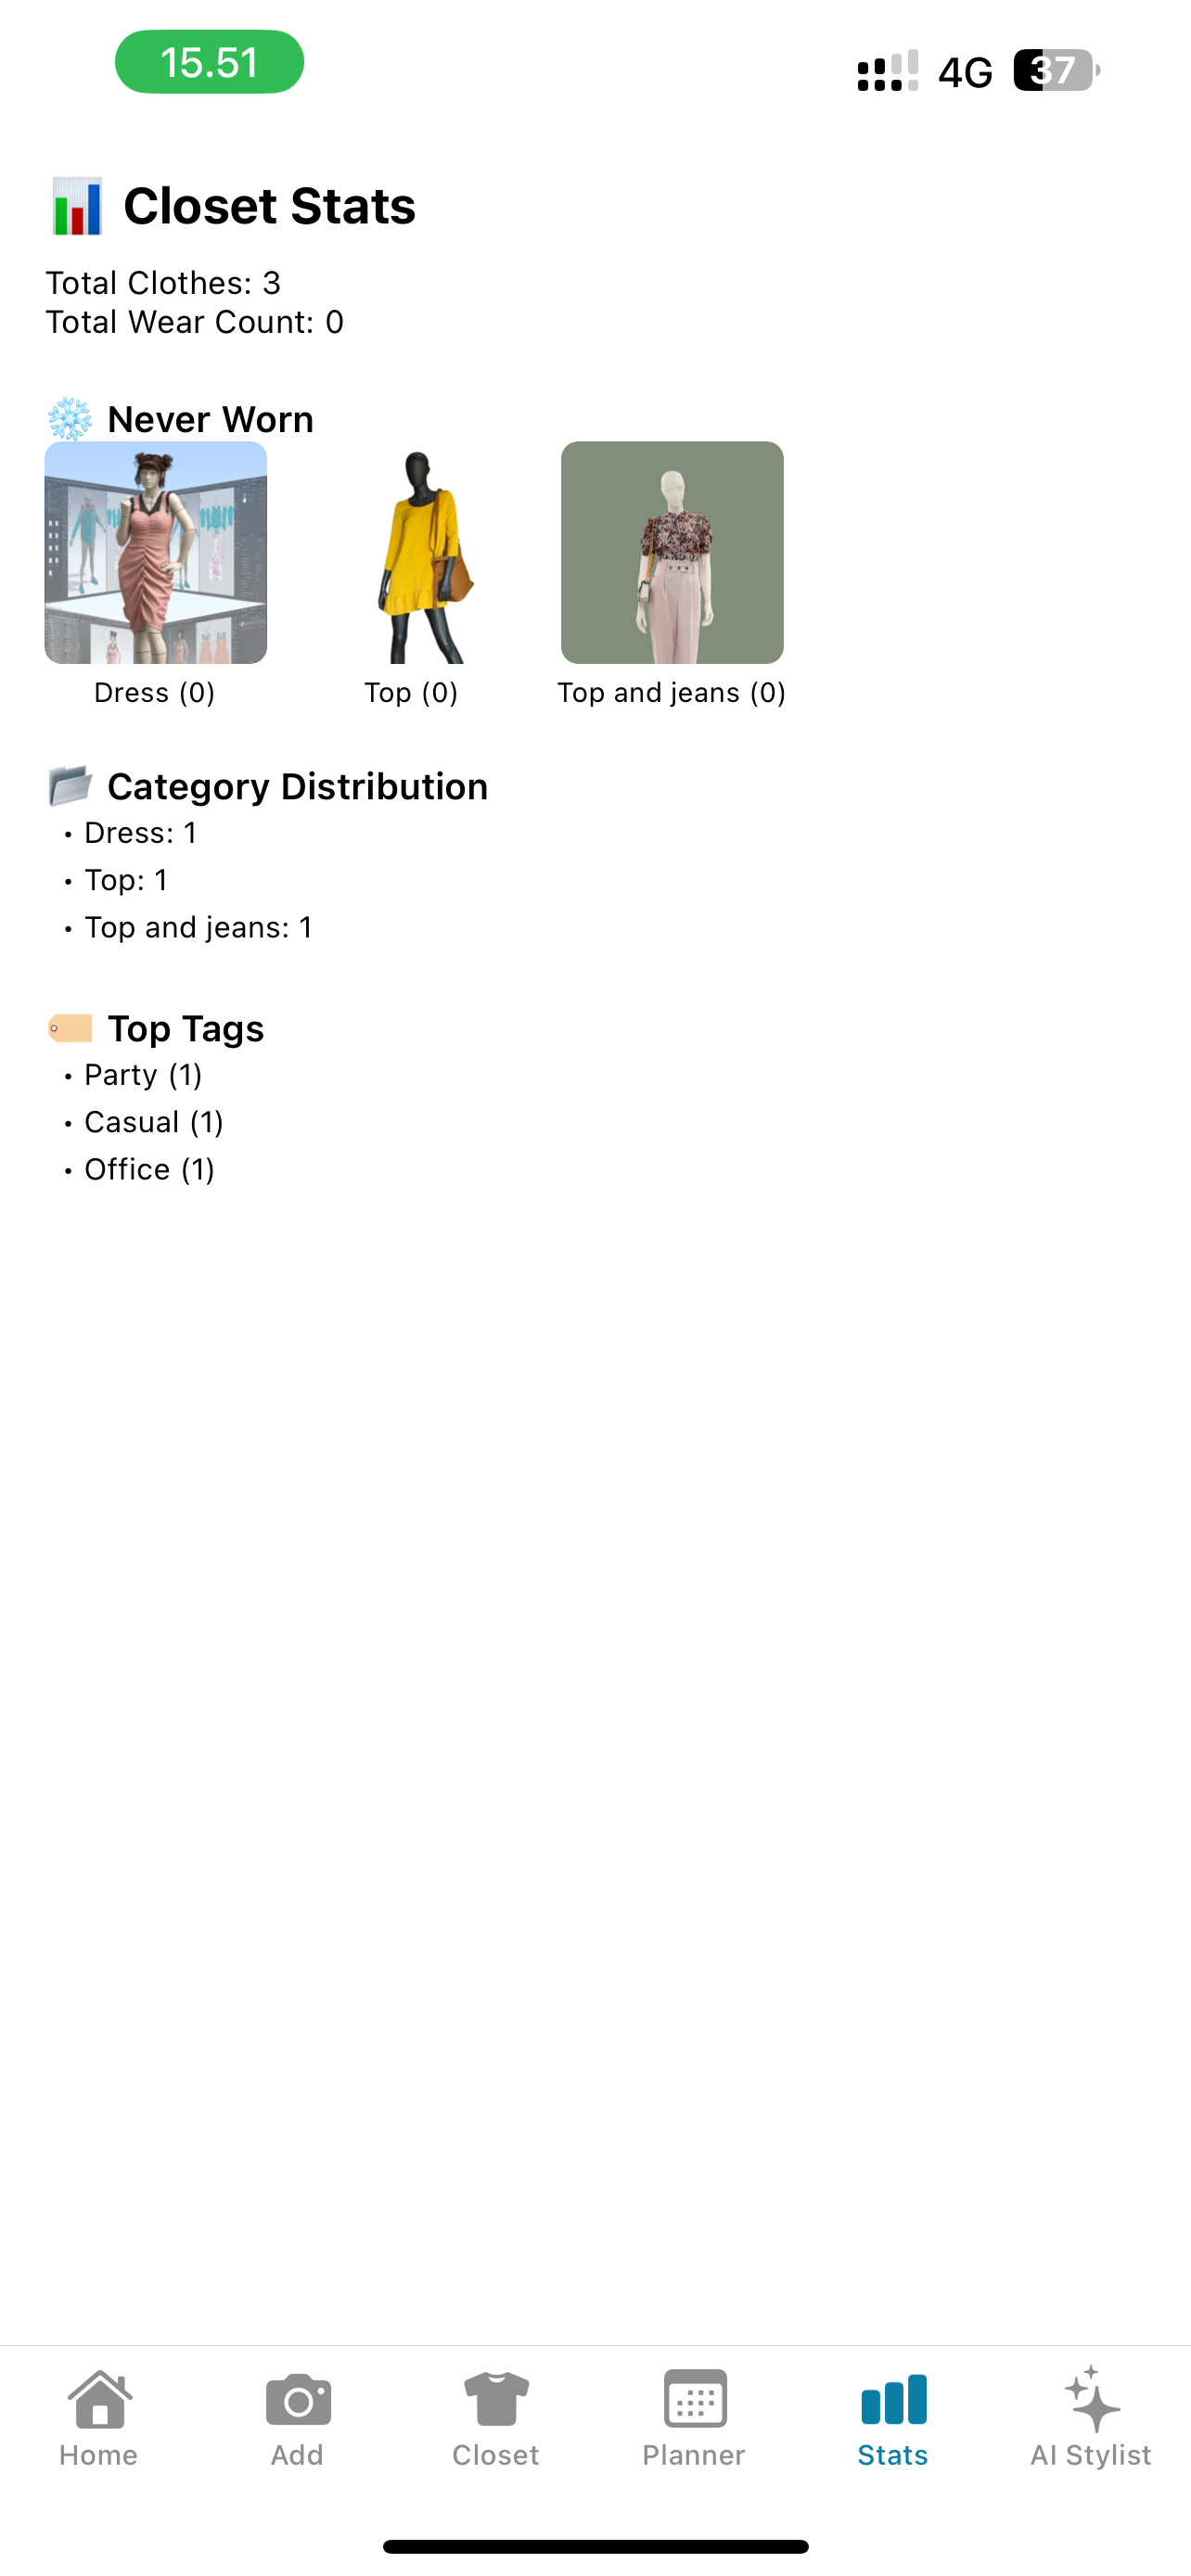 15.51
4G
37
Closet Stats
Total Clothes: 3
Total Wear Count: 0
Never Worn
Dress (0)
Top (0)
Top and jeans (0)
Category Distribution
• Dress: 1
• Top: 1
• Top and jeans: 1
Top Tags
• Party (1)
• Casual (1)
• Office (1)
Home
Add
Closet
Planner
Stats
AI Stylist